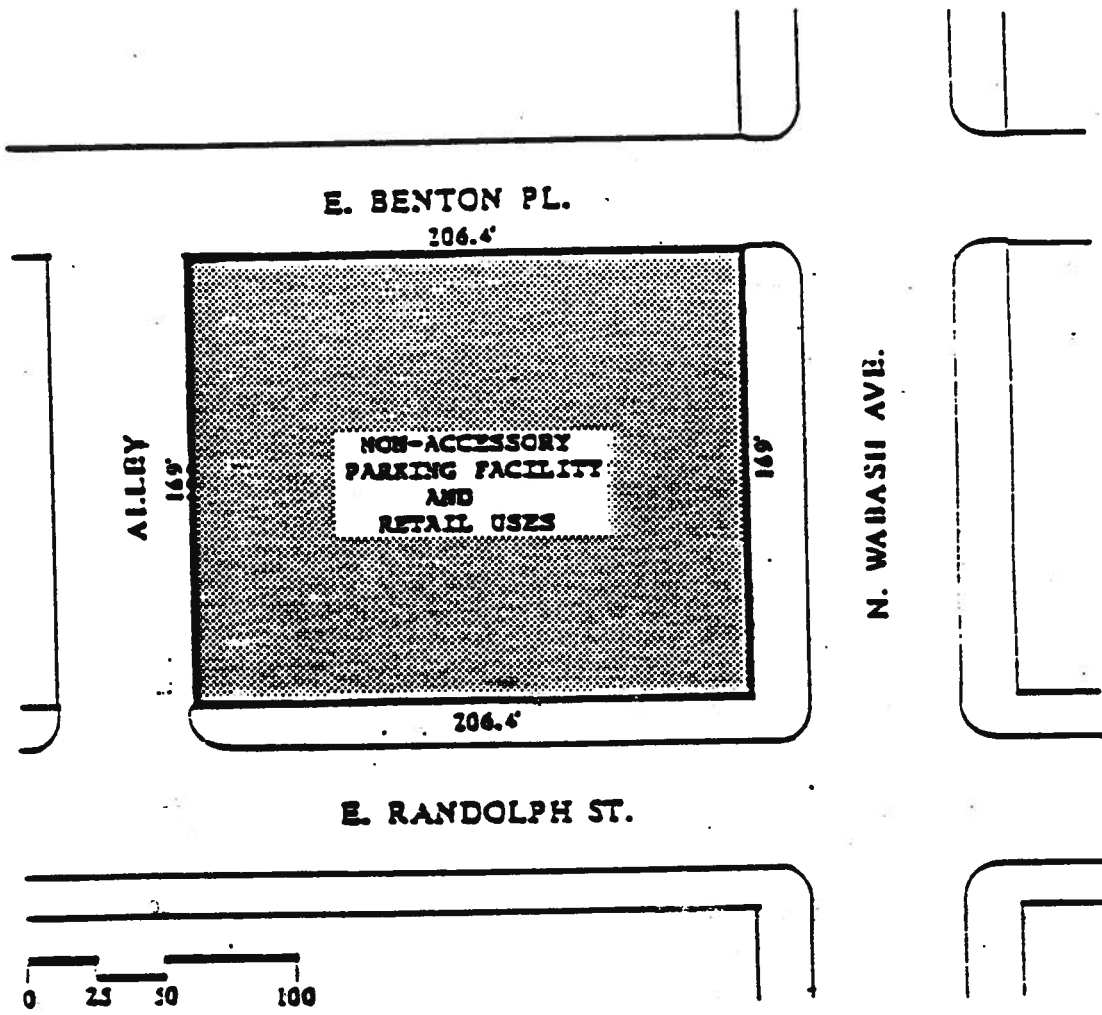 E. BENTON PL.
206.4'
ALLEY
169'
NON-ACCESSORY
PARKING FACILITY
AND
RETAIL USES
169'
N. WABASH AVE.
206.4'
E. RANDOLPH ST.
0 25 50 100